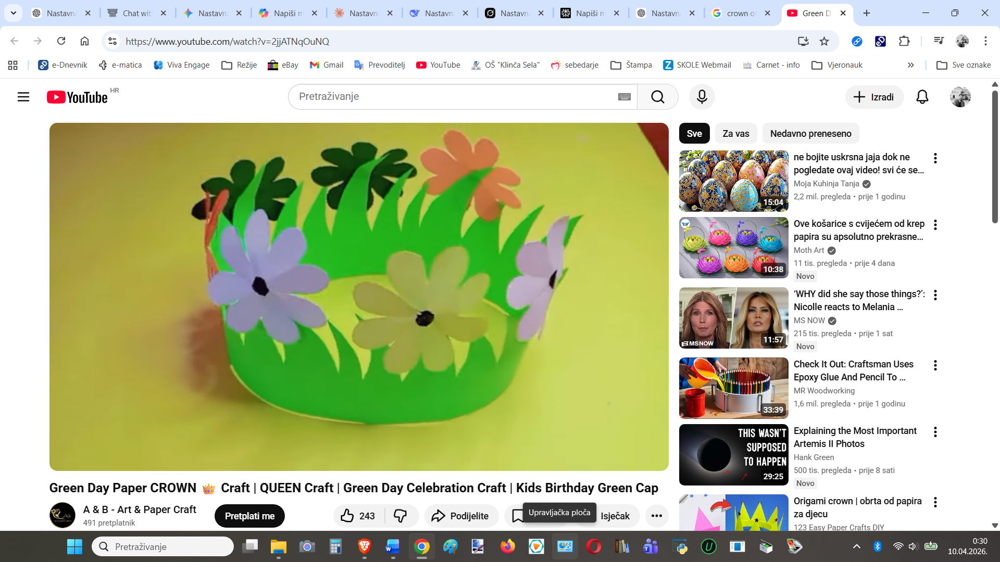 Nastavna
Chat wit
Nastavna
Napiši m
Nastavna
Nastavna
Nastavna
Napiši m
Nastavna
crown of
Green D
https://www.youtube.com/watch?v=2jjATNqOuNQ
e-Dnevnik
e-matica
Viva Engage
Režije
eBay
Gmail
Prevoditelj
YouTube
OŠ "Klinča Sela"
sebedarje
Štampa
SKOLE Webmail
info
Carnet - info
Vjeronauk
Sve oznake
YouTube HR
Pretraživanje
Izradi
Sve
Za vas
Nedavno preneseno
ne bojite uskrsna jaja dok ne
pogledate ovaj video! svi će se...
Moja Kuhinja Tanja
2,2 mil. pregleda • prije 1 godinu
15:04
Ove košarice s cvijećem od krep
papira su apsolutno prekrasne...
Moth Art
11 tis. pregleda • prije 4 dana
Novo
10:38
‘WHY did she say those things?’:
Nicolle reacts to Melania ...
MS NOW
215 tis. pregleda • prije 1 sat
Novo
MS NOW
11:57
Check It Out: Craftsman Uses
Epoxy Glue And Pencil To ...
MR Woodworking
1,6 mil. pregleda • prije 1 godinu
33:39
THIS WASN'T
SUPPOSED
TO HAPPEN
29:25
Explaining the Most Important
Artemis II Photos
Hank Green
500 tis. pregleda • prije 8 sati
Novo
Origami crown | obrta od papira
za djecu
123 Easy Paper Crafts DIY
Green Day Paper CROWN 👑 Craft | QUEEN Craft | Green Day Celebration Craft | Kids Birthday Green Cap
A & B - Art & Paper Craft
491 pretplatnik
Pretplati me
243
Podijelite
Upravljačka ploča
Isječak
Pretraživanje
0:30
10.04.2026.